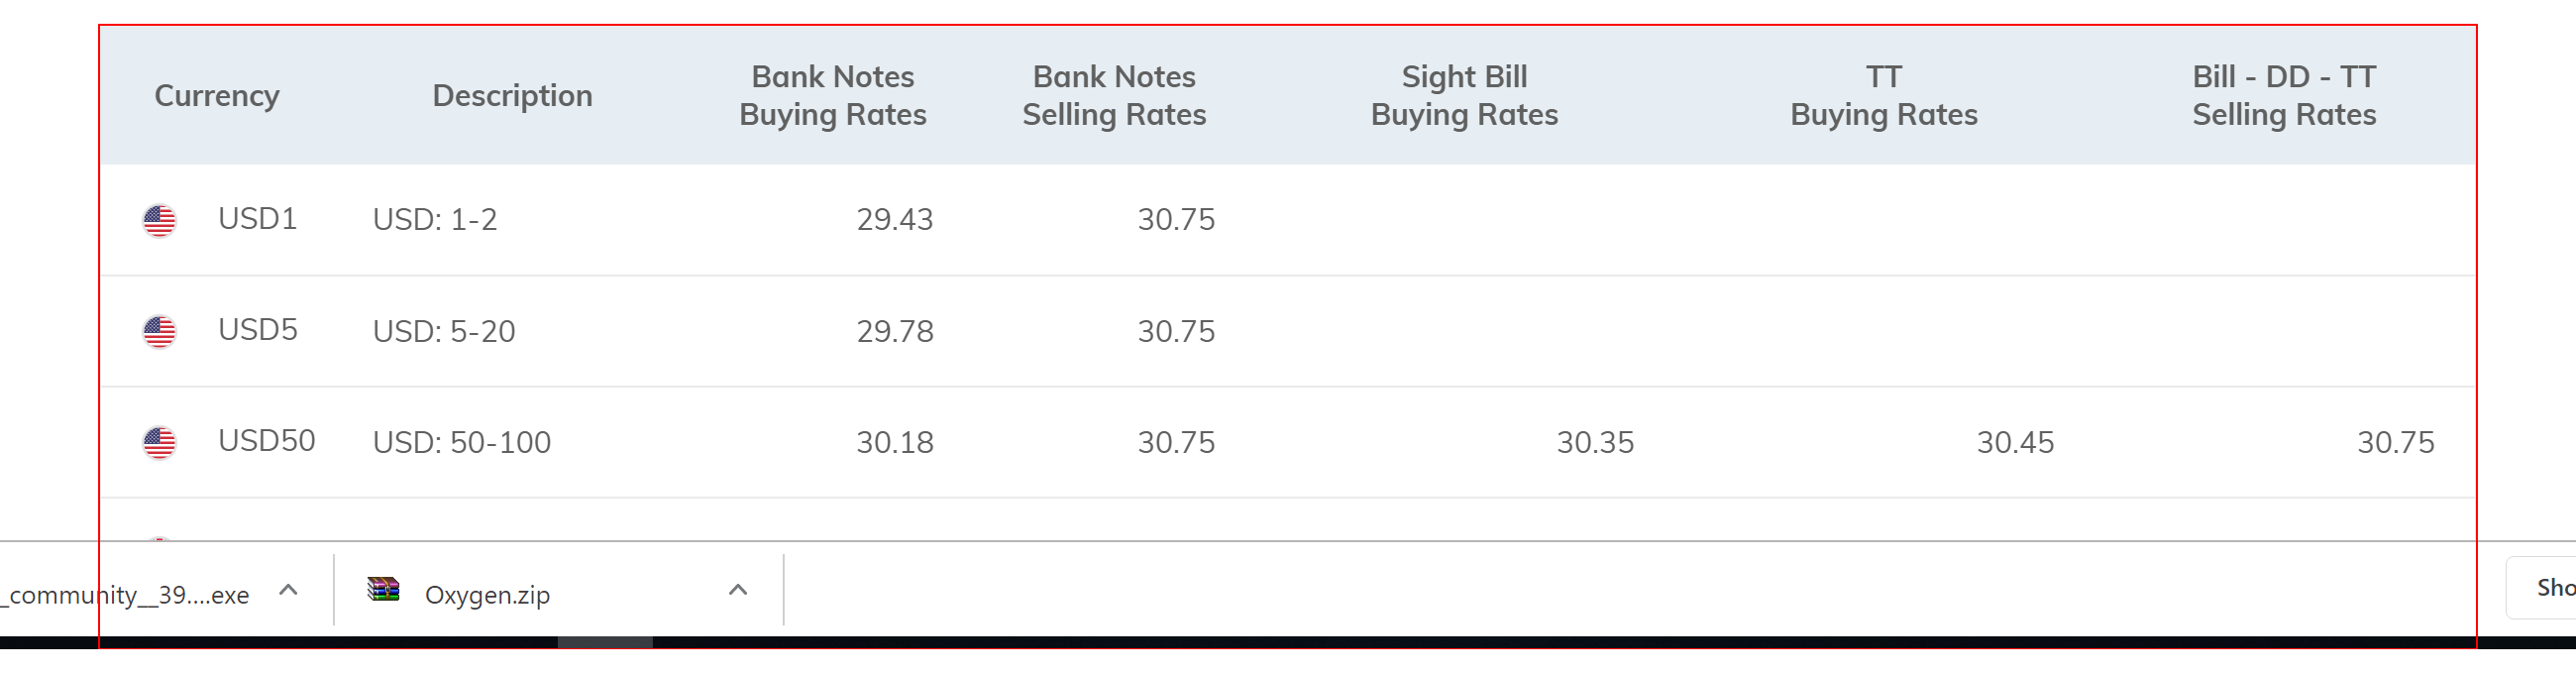 Currency Description Bank Notes Buying Rates Bank Notes Selling Rates Sight Bill Buying Rates TT Buying Rates Bill - DD - TT Selling Rates
USD1 USD: 1-2 29.43 30.75
USD5 USD: 5-20 29.78 30.75
USD50 USD: 50-100 30.18 30.75 30.35 30.45 30.75
_community__39....exe Oxygen.zip Sho